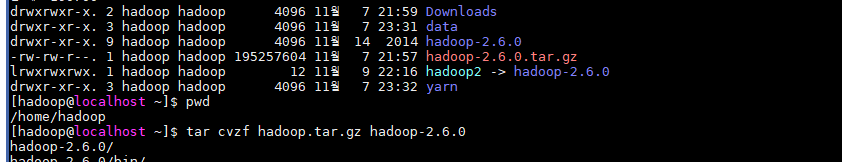 drwxrwxr-x. 2 hadoop hadoop 4096 11월 7 21:59 Downloads
drwxr-xr-x. 3 hadoop hadoop 4096 11월 7 23:31 data
drwxr-xr-x. 9 hadoop hadoop 4096 11월 14 2014 hadoop-2.6.0
-rw-rw-r--. 1 hadoop hadoop 195257604 11월 7 21:57 hadoop-2.6.0.tar.gz
lrwxrwxrwx. 1 hadoop hadoop 12 11월 9 22:16 hadoop2 -> hadoop-2.6.0
drwxr-xr-x. 3 hadoop hadoop 4096 11월 7 23:32 yarn
[hadoop@localhost ~]$ pwd
/home/hadoop
[hadoop@localhost ~]$ tar cvzf hadoop.tar.gz hadoop-2.6.0
hadoop-2.6.0/
hadoop-2.6.0/bin/